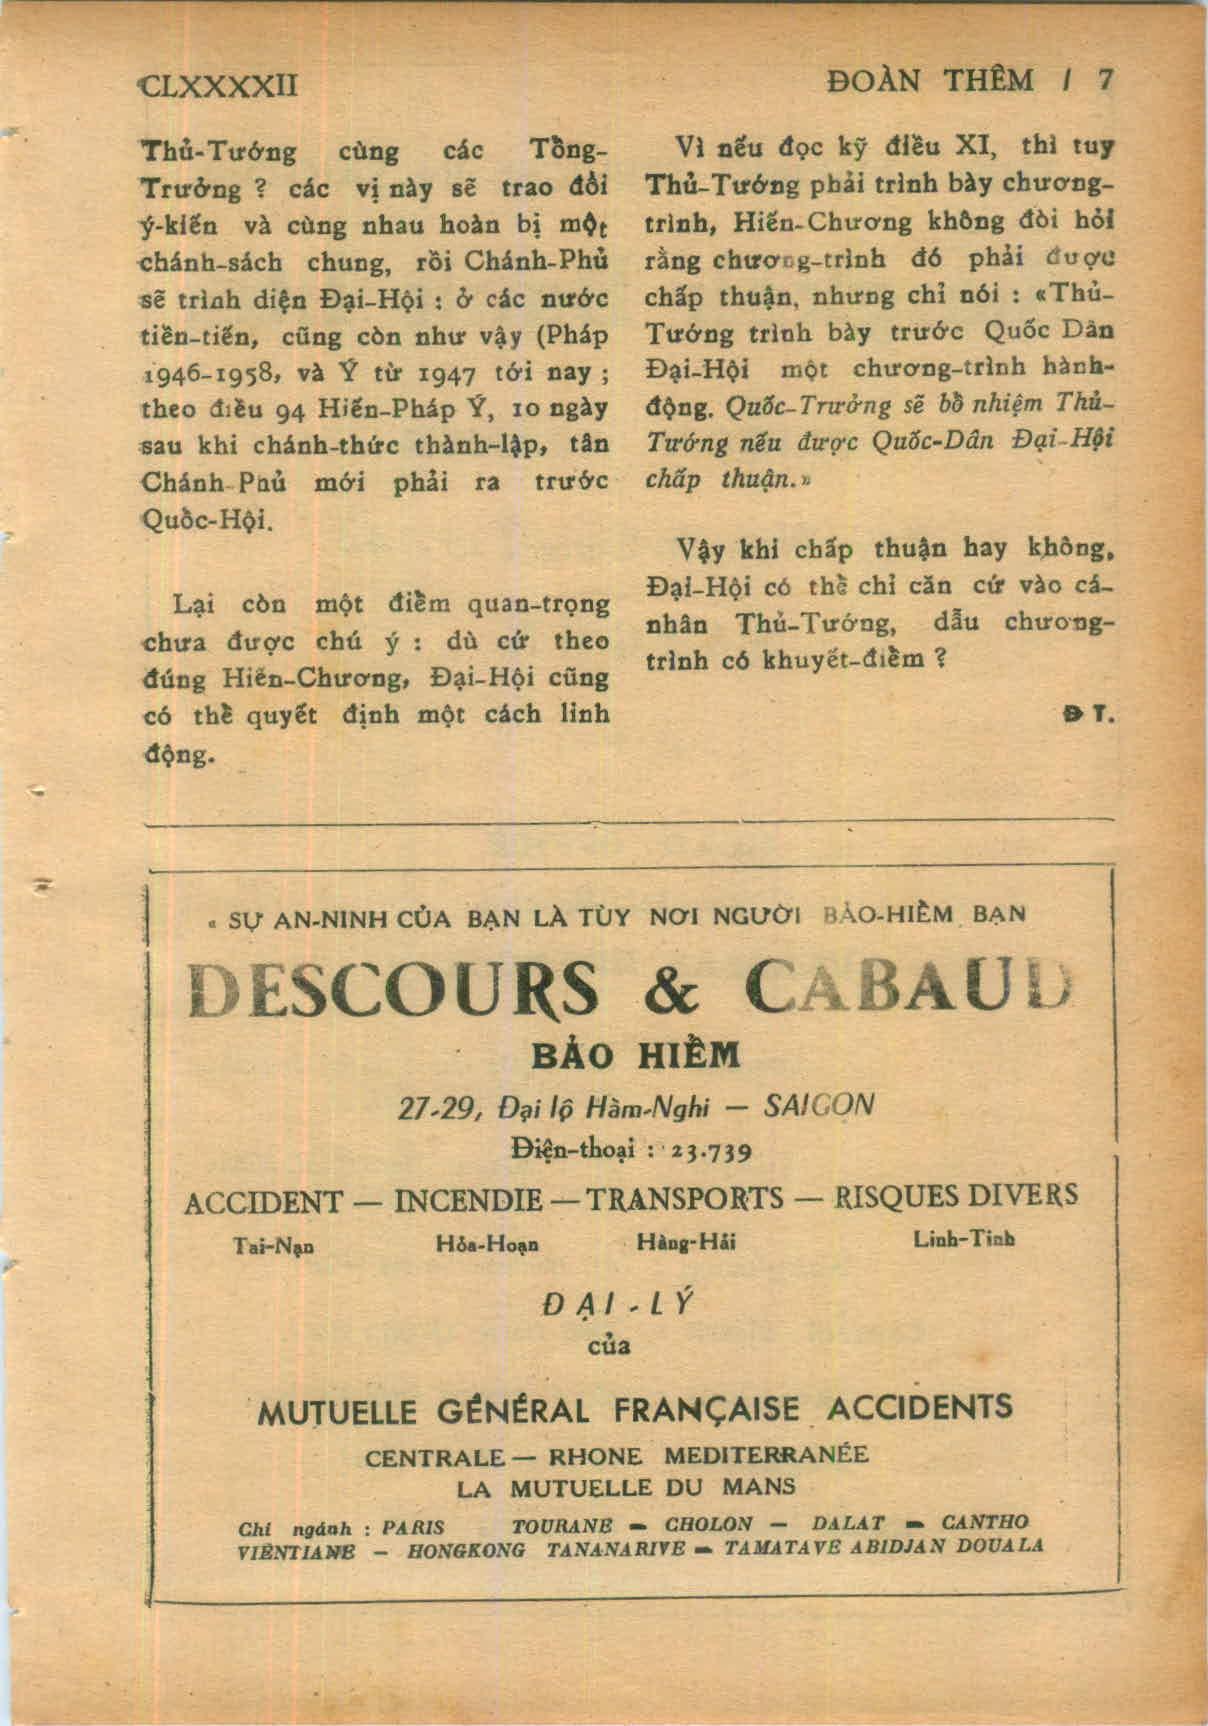 CLXXXXII
ĐOÀN THÊM / 7
Thủ-Tướng cùng các Tổng-
Trưởng ? các vị này sẽ trao đổi
ý-kiến và cùng nhau hoàn bị một
chánh-sách chung, rồi Chánh-Phủ
sẽ trình diện Đại-Hội : ở các nước
tiền-tiến, cũng còn như vậy (Pháp
1946-1958, và Ý từ 1947 tới nay ;
theo điều 94 Hiến-Pháp Ý, 10 ngày
sau khi chánh-thức thành-lập, tân
Chánh-Phủ mới phải ra trước
Quốc-Hội.
Lại còn một điểm quan-trọng
chưa được chú ý : dù cứ theo
đúng Hiến-Chương, Đại-Hội cũng
có thể quyết định một cách linh
động.
Vì nếu đọc kỹ điều XI, thì tuy
Thủ-Tướng phải trình bày chương-
trình, Hiến-Chương không đòi hỏi
rằng chương-trình đó phải được
chấp thuận, nhưng chỉ nói : «Thủ-
Tướng trình bày trước Quốc Dân
Đại-Hội một chương-trình hành-
động. Quốc-Trưởng sẽ bổ nhiệm Thủ-
Tướng nếu được Quốc-Dân Đại-Hội
chấp thuận.»
Vậy khi chấp thuận hay không,
Đại-Hội có thể chỉ căn cứ vào cá-
nhân Thủ-Tướng, dẫu chương-
trình có khuyết-điểm ?
Đ T.
« SỰ AN-NINH CỦA BẠN LÀ TÙY NƠI NGƯỜI BẢO-HIỂM BẠN
DESCOURS & CABAUD
BẢO HIỂM
27-29, Đại lộ Hàm-Nghi — SAIGON
Điện-thoại : 23.739
ACCIDENT — INCENDIE — TRANSPORTS — RISQUES DIVERS
Tai-Nạn Hỏa-Hoạn Hàng-Hải Linh-Tinh
ĐẠI-LÝ
của
MUTUELLE GÉNÉRAL FRANÇAISE ACCIDENTS
CENTRALE — RHONE MEDITERRANÉE
LA MUTUELLE DU MANS
Chi ngánh : PARIS TOURANE — CHOLON — DALAT — CANTHO
VIÊNTIANE — HONGKONG TANANARIVE — TAMATAVE ABIDJAN DOUALA